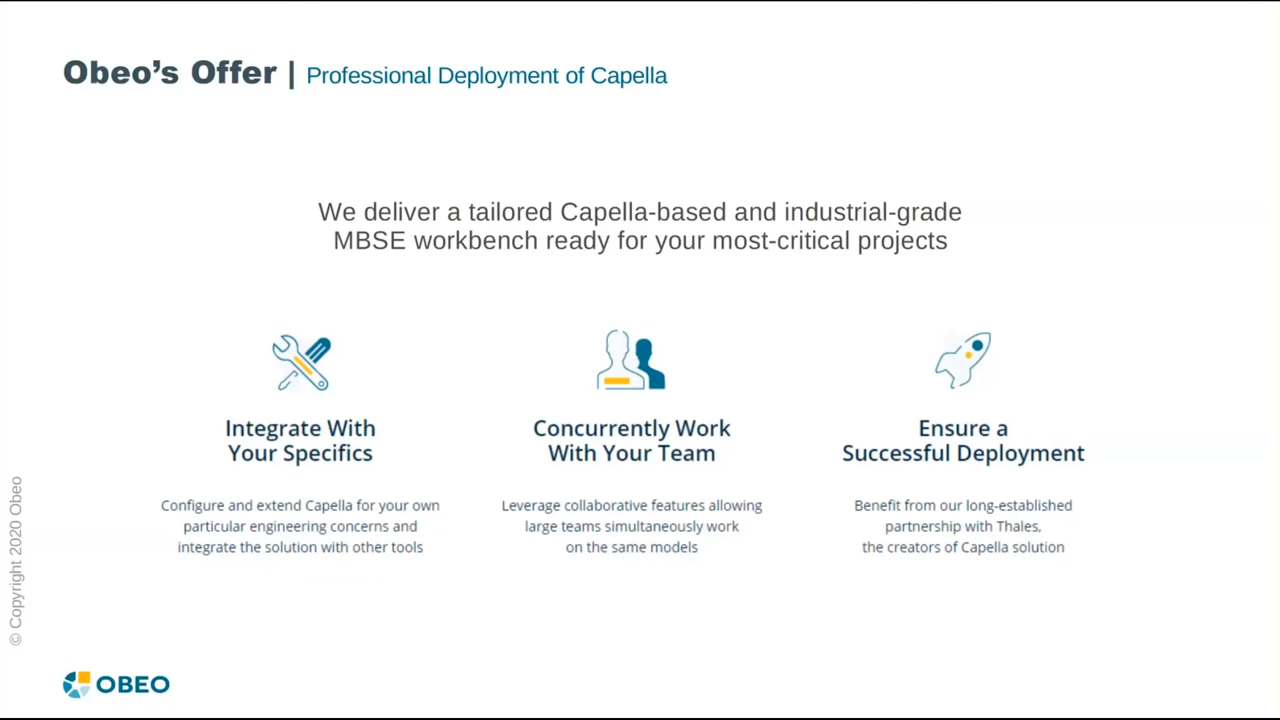 Obeo’s Offer | Professional Deployment of Capella
We deliver a tailored Capella-based and industrial-grade
MBSE workbench ready for your most-critical projects
Integrate With
Your Specifics
Configure and extend Capella for your own
particular engineering concerns and
integrate the solution with other tools
Concurrently Work
With Your Team
Leverage collaborative features allowing
large teams simultaneously work
on the same models
Ensure a
Successful Deployment
Benefit from our long-established
partnership with Thales,
the creators of Capella solution
© Copyright 2020 Obeo
OBEO